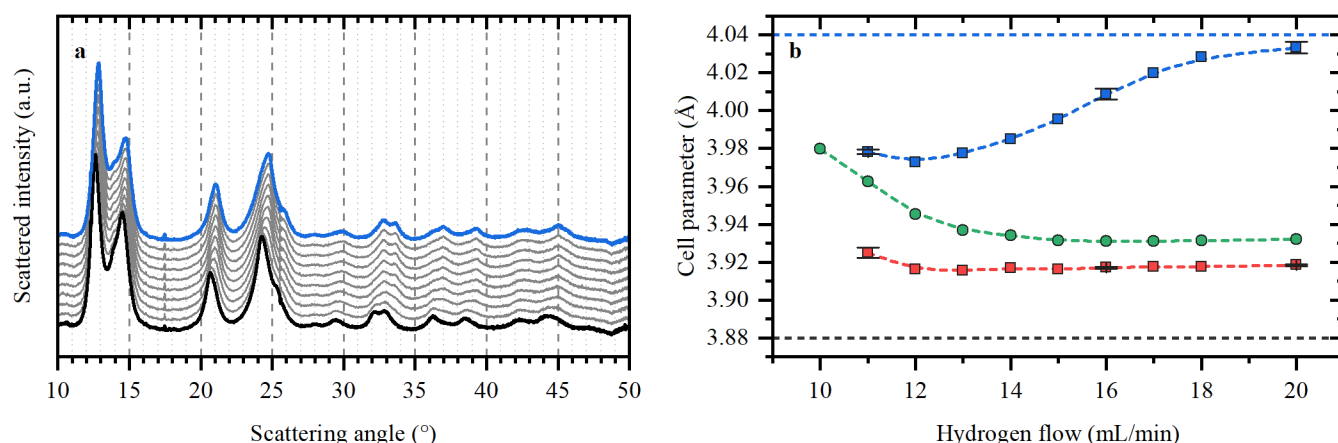 a
Scattered intensity (a.u.)
10 15 20 25 30 35 40 45 50
Scattering angle (°)
b
Cell parameter (Å)
4.04
4.02
4.00
3.98
3.96
3.94
3.92
3.90
3.88
10 12 14 16 18 20
Hydrogen flow (mL/min)